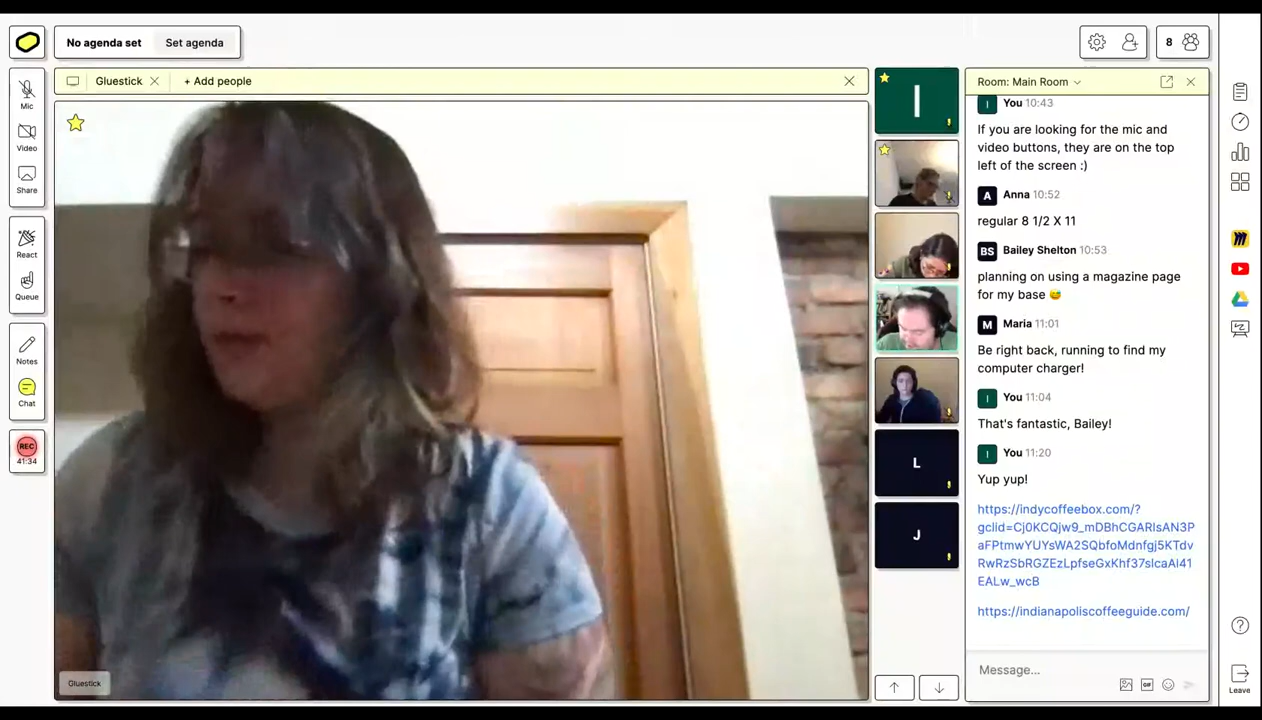 No agenda set
Set agenda
8
Mic
Video
Share
React
Queue
Notes
Chat
REC
41:34
Gluestick
+ Add people
Gluestick
I
L
J
Room: Main Room
I You 10:43
If you are looking for the mic and
video buttons, they are on the top
left of the screen :)
A Anna 10:52
regular 8 1/2 X 11
BS Bailey Shelton 10:53
planning on using a magazine page
for my base 😅
M Maria 11:01
Be right back, running to find my
computer charger!
I You 11:04
That's fantastic, Bailey!
I You 11:20
Yup yup!
https://indycoffeebox.com/?
gclid=Cj0KCQjw9_mDBhCGARIsAN3P
aFPtmwYUYsWA2SQbfoMdnfgj5KTdv
RwRzSbRGZEzLpfseGxKhf37slcaAl41
EALw_wcB
https://indianapoliscoffeeguide.com/
Message...
GIF
Leave